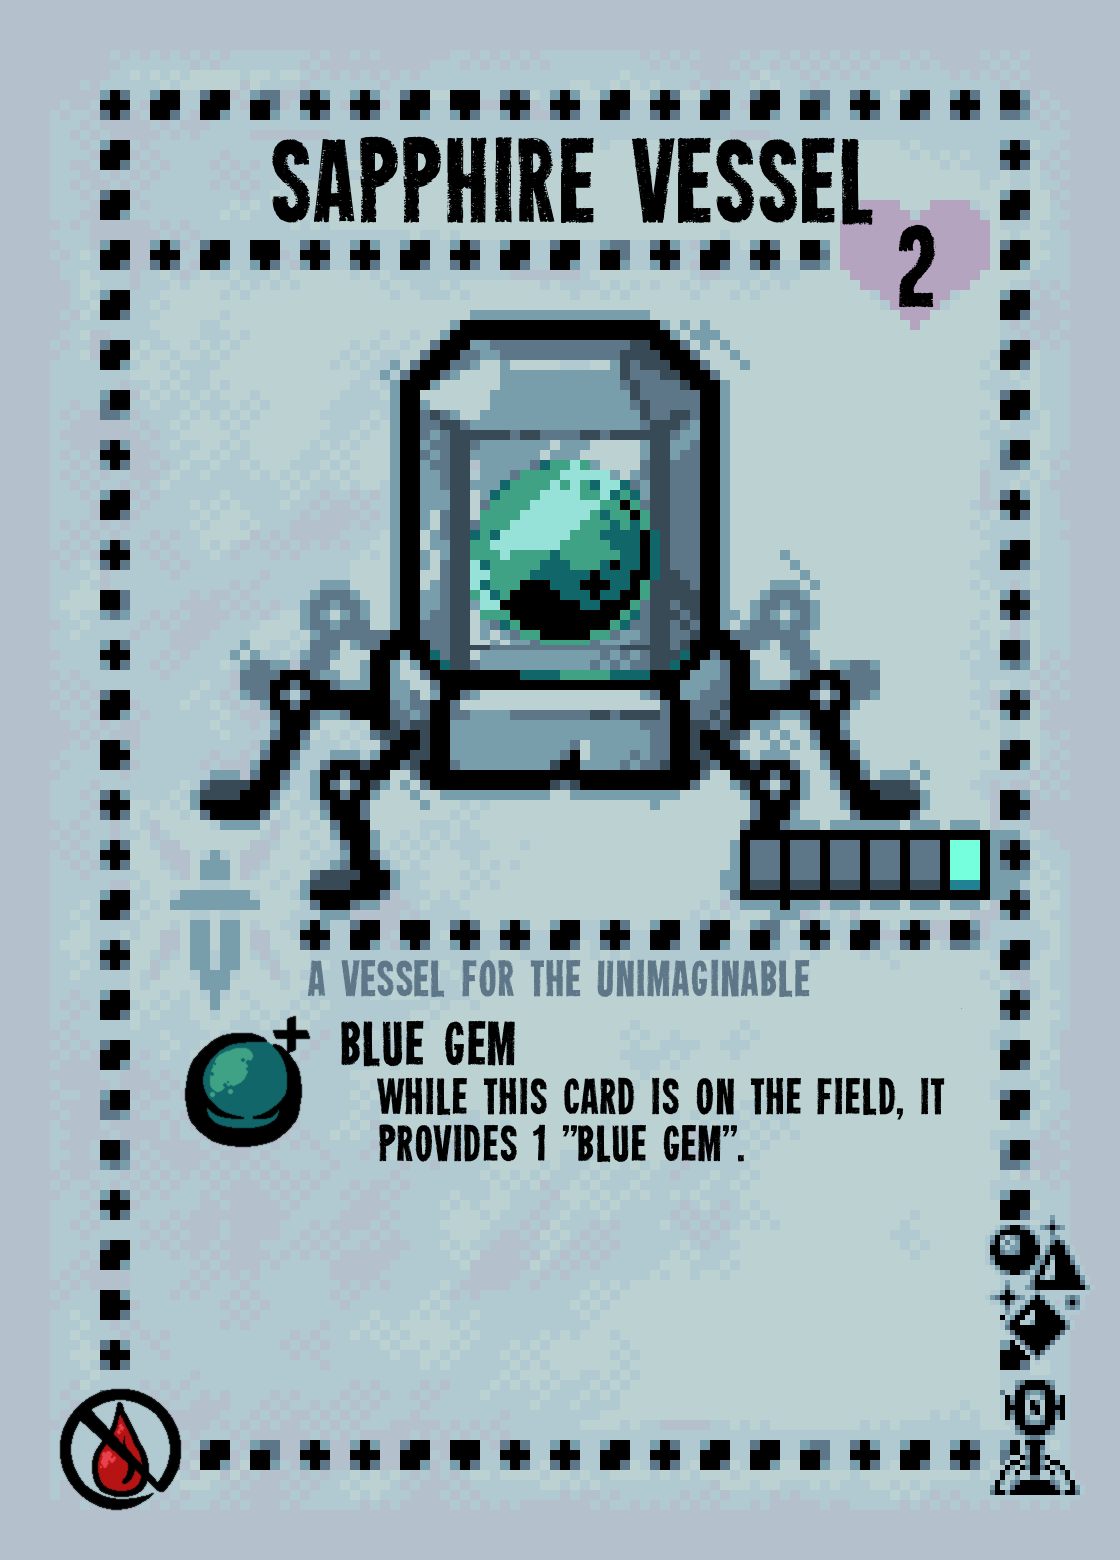 SAPPHIRE VESSEL
2
A VESSEL FOR THE UNIMAGINABLE
BLUE GEM
WHILE THIS CARD IS ON THE FIELD, IT
PROVIDES 1 ”BLUE GEM”.